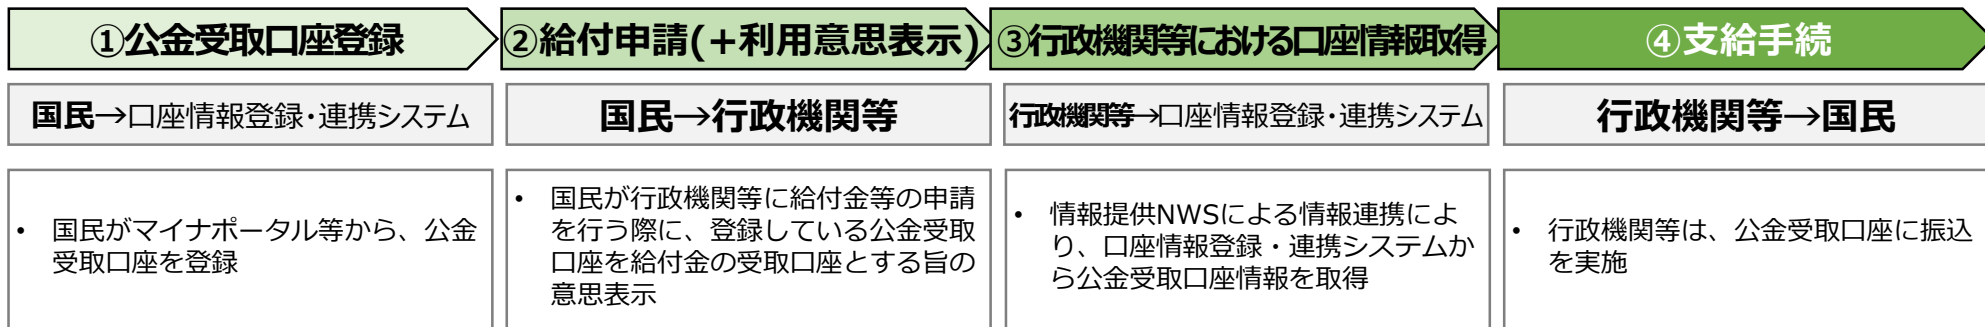 ①公金受取口座登録
②給付申請(+利用意思表示)
③行政機関等における口座情報取得
④支給手続
国民→口座情報登録・連携システム
国民→行政機関等
行政機関等→口座情報登録・連携システム
行政機関等→国民
• 国民がマイナポータル等から、公金
受取口座を登録
• 国民が行政機関等に給付金等の申請
を行う際に、登録している公金受取
口座を給付金の受取口座とする旨の
意思表示
• 情報提供NWSによる情報連携によ
り、口座情報登録・連携システムか
ら公金受取口座情報を取得
• 行政機関等は、公金受取口座に振込
を実施